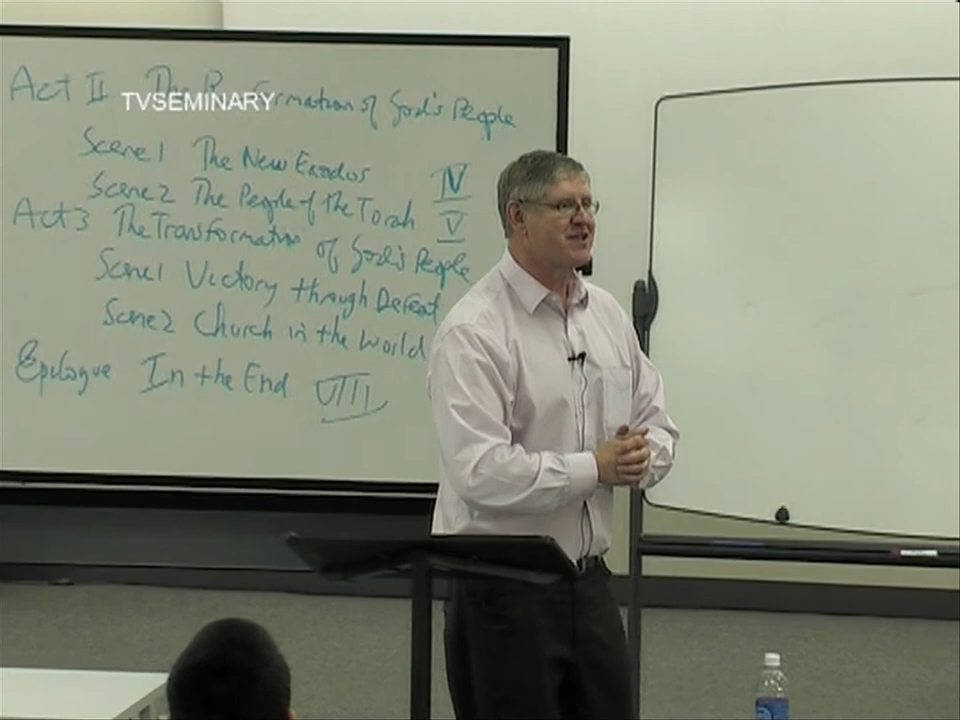 Act II The R formation of God's People
TVSEMINARY
Scene 1 The New Exodus IV
Scene 2 The People of the Torah V
Act 3 The Transformation of God's People
Scene 1 Victory through Defeat
Scene 2 Church in the World
Epilogue In the End VIII